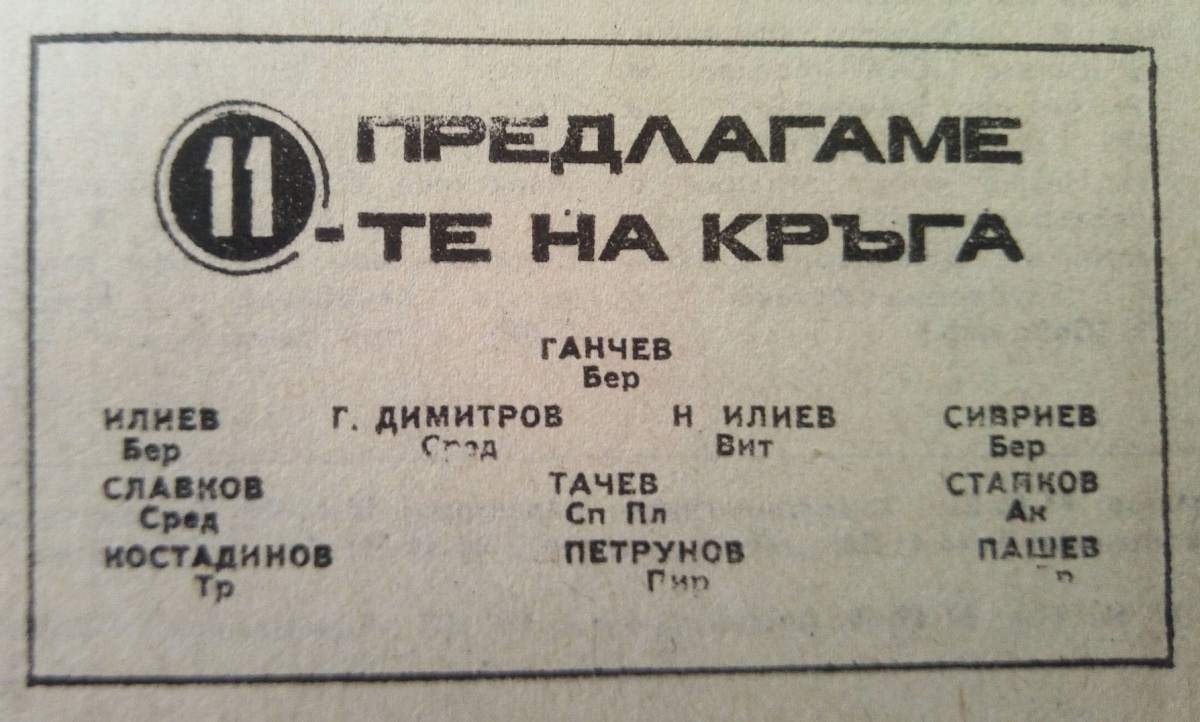 ПРЕДЛАГАМЕ
11-ТЕ НА КРЪГА
ГАНЧЕВ
Бер
ИЛИЕВ Г. ДИМИТРОВ Н ИЛИЕВ СИВРИЕВ
Бер Сред Вит Бер
СЛАВКОВ ТАЧЕВ СТАЙКОВ
Сред Сп Пл Ак
КОСТАДИНОВ ПЕТРУНОВ ПАШЕВ
Тр Пир